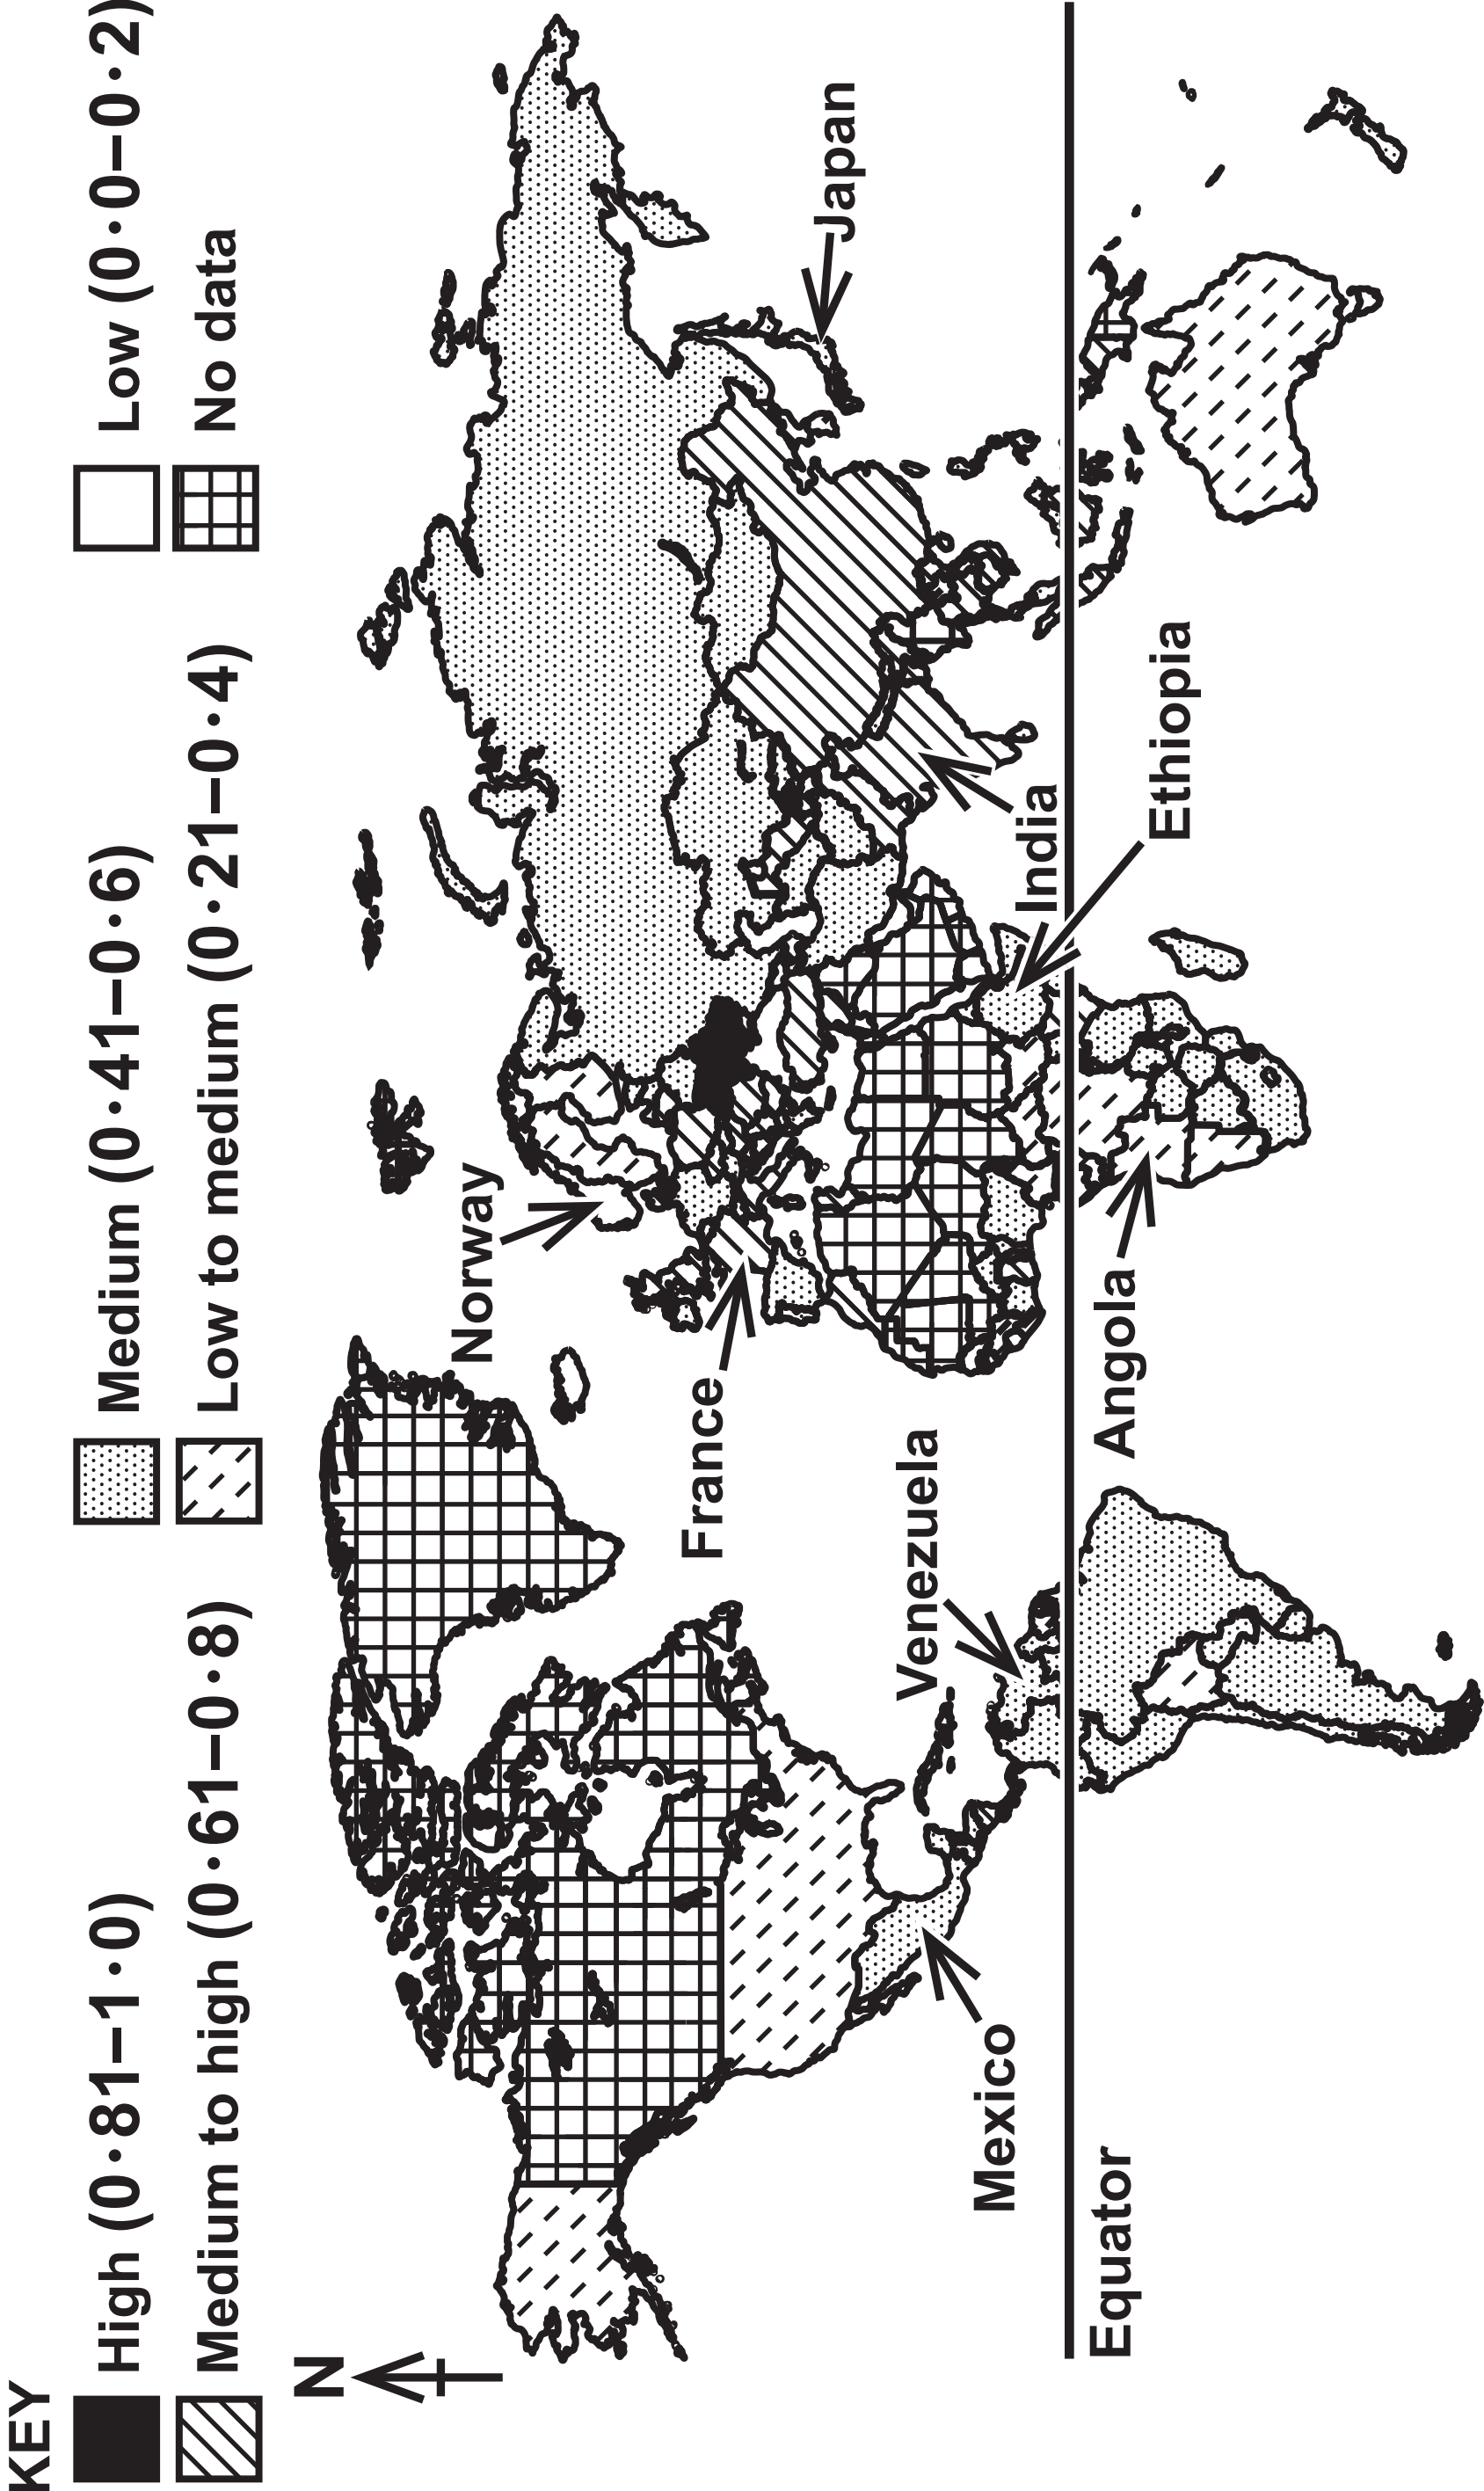 KEY
High (0·81–1·0)
Medium (0·41–0·6)
Low (0·0–0·2)
Medium to high (0·61–0·8)
Low to medium (0·21–0·4)
No data
N
Norway
Japan
France
Venezuela
India
Mexico
Ethiopia
Angola
Equator